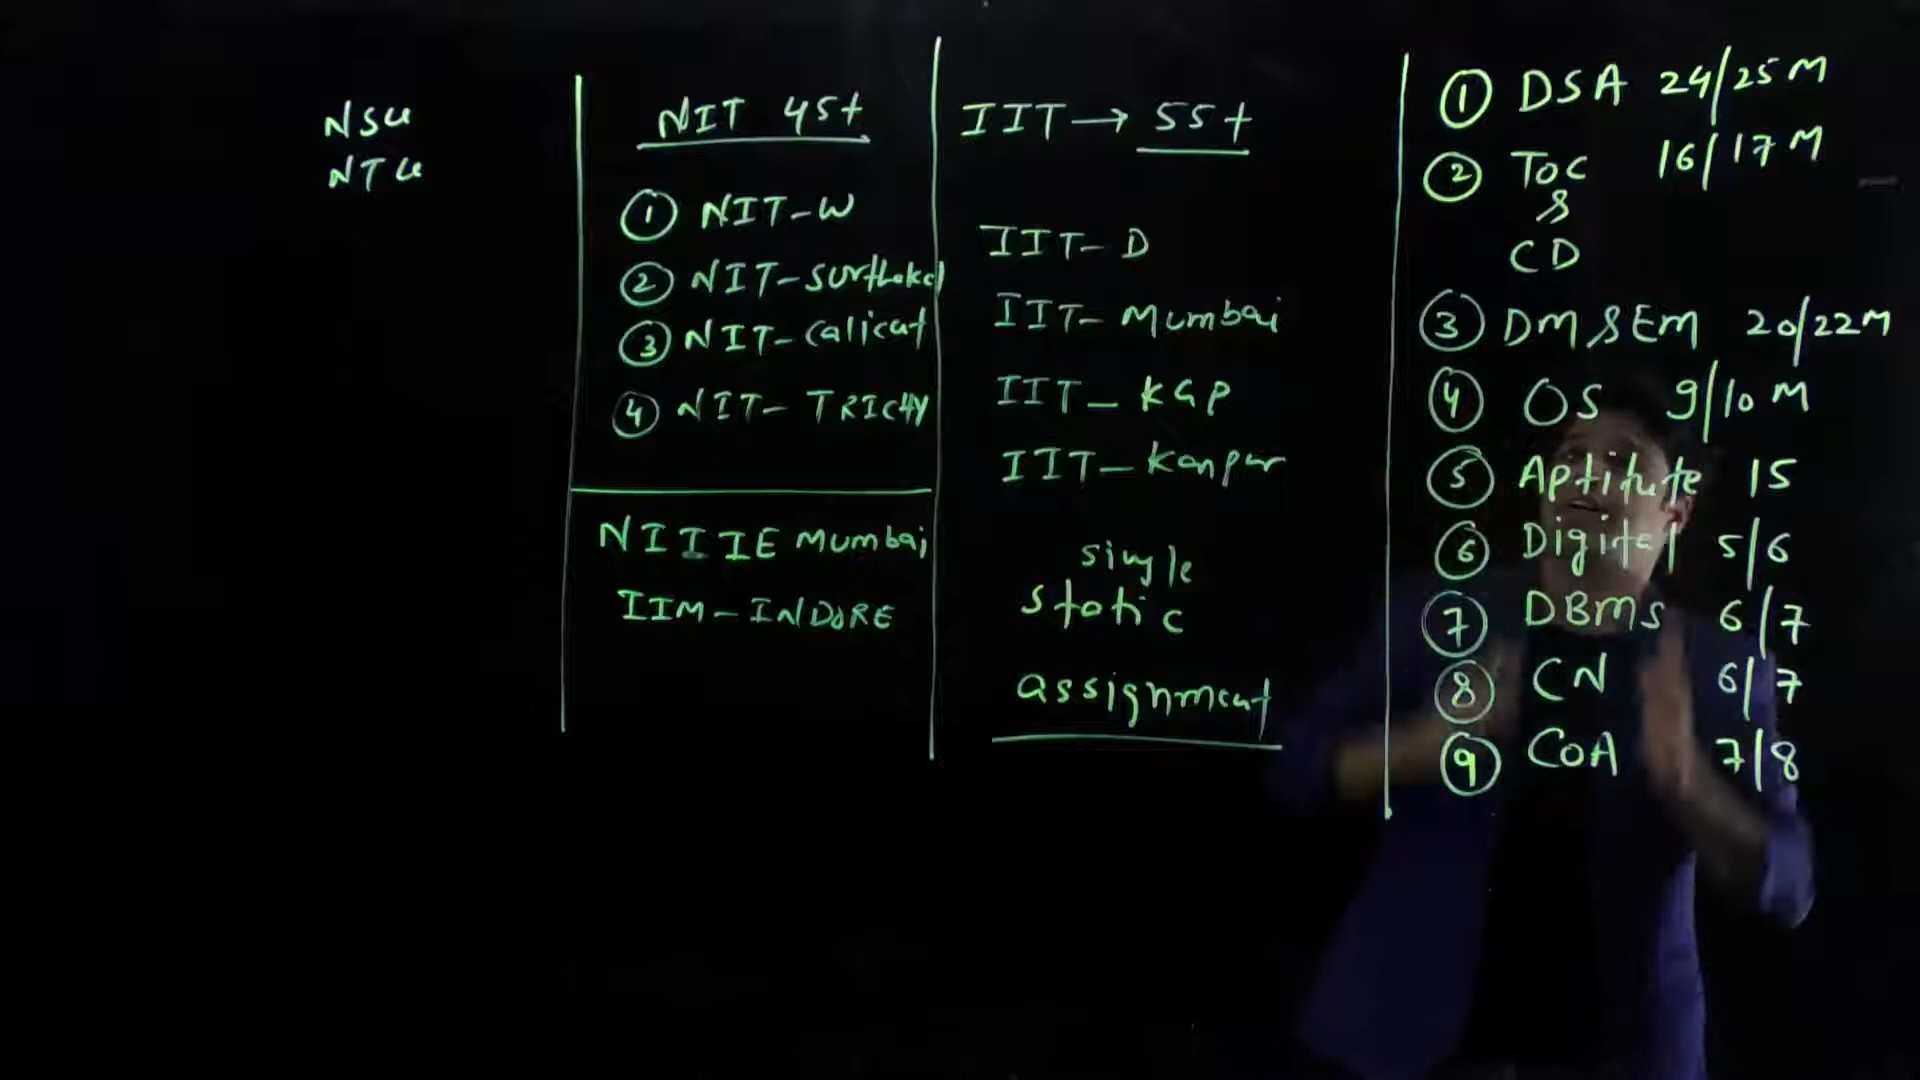 NSU
NTU
NIT 45+
① NIT-W
② NIT-Surthakal
③ NIT-Calicut
④ NIT-TRICHY
NITIE Mumbai
IIM-INDORE
IIT → 55+
IIT-D
IIT-Mumbai
IIT-KGP
IIT-Kanpur
single
static
assignment
① DSA 24/25M
② TOC 16/17M
&
CD
③ DM & EM 20/22M
④ OS 9/10M
⑤ Aptitute 15
⑥ Digital 5/6
⑦ DBMS 6/7
⑧ CN 6/7
⑨ COA 7/8